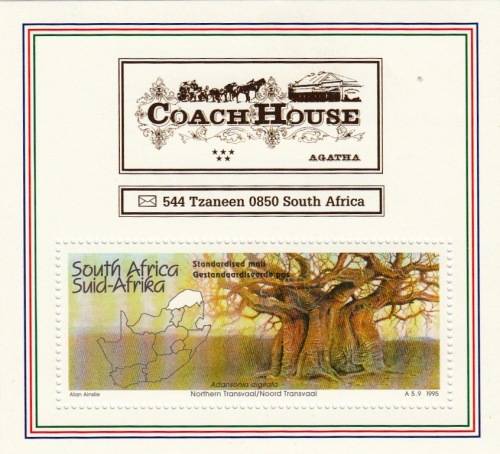 COACH HOUSE
AGATHA
544 Tzaneen 0850 South Africa
South Africa
Suid-Afrika
Standardised mail
Gestandaardiseerde pos
Adansonia digitata
Alan Ainslie
Northern Transvaal/Noord Transvaal
A 5.9 1995